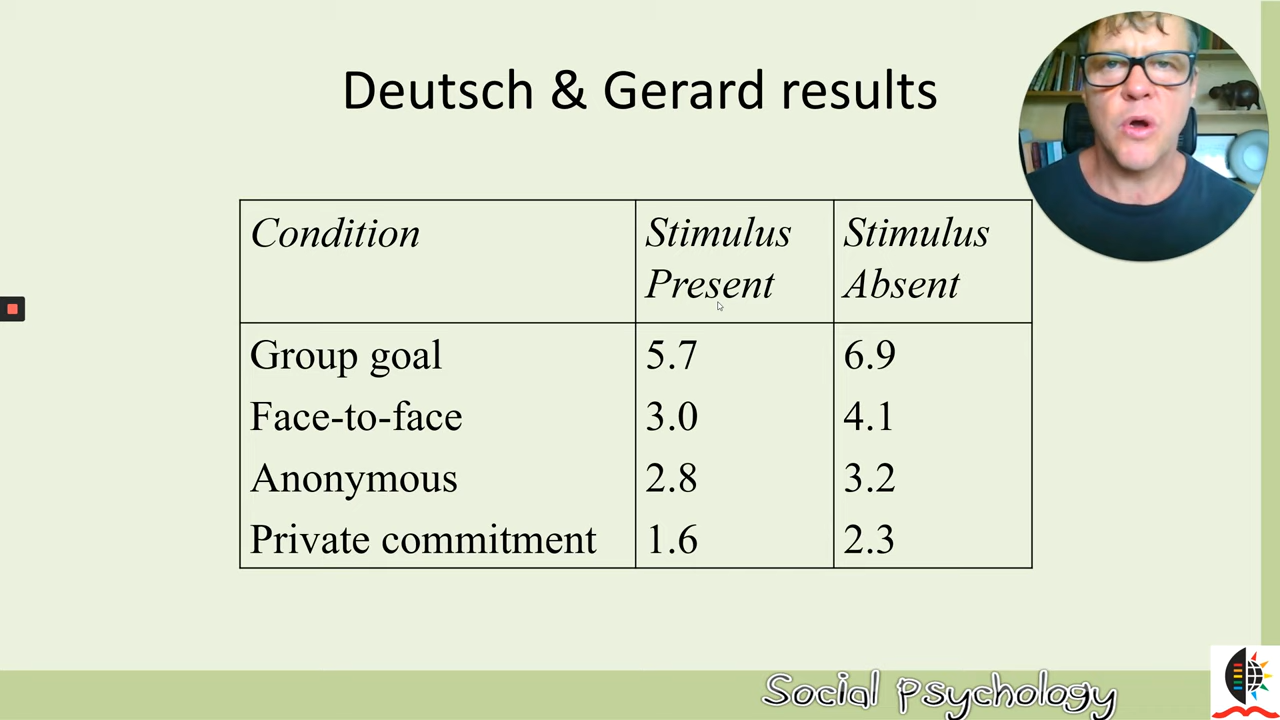 Deutsch & Gerard results
Condition Stimulus Present Stimulus Absent
Group goal 5.7 6.9
Face-to-face 3.0 4.1
Anonymous 2.8 3.2
Private commitment 1.6 2.3
Social Psychology